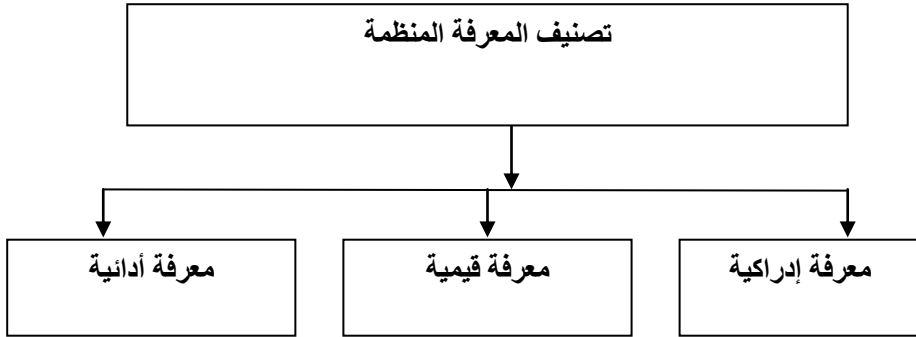 تصنيف المعرفة المنظمة
معرفة إدراكية
معرفة قيمية
معرفة أدائية